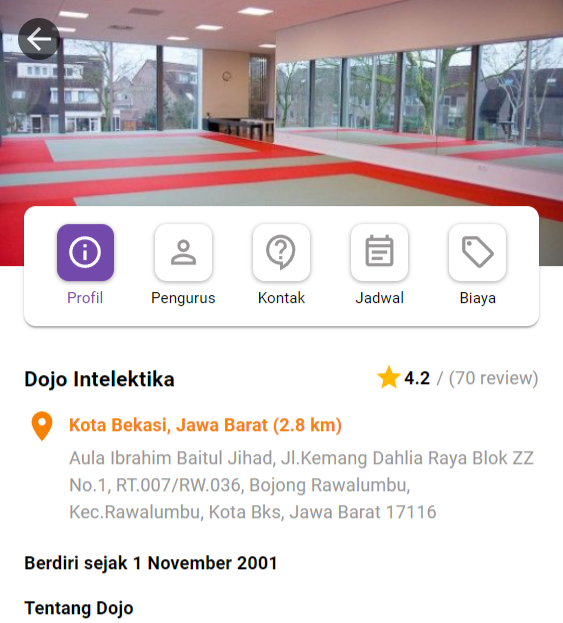 Profil
Pengurus
Kontak
Jadwal
Biaya
Dojo Intelektika
4.2 / (70 review)
Kota Bekasi, Jawa Barat (2.8 km)
Aula Ibrahim Baitul Jihad, Jl.Kemang Dahlia Raya Blok ZZ
No.1, RT.007/RW.036, Bojong Rawalumbu,
Kec.Rawalumbu, Kota Bks, Jawa Barat 17116
Berdiri sejak 1 November 2001
Tentang Dojo